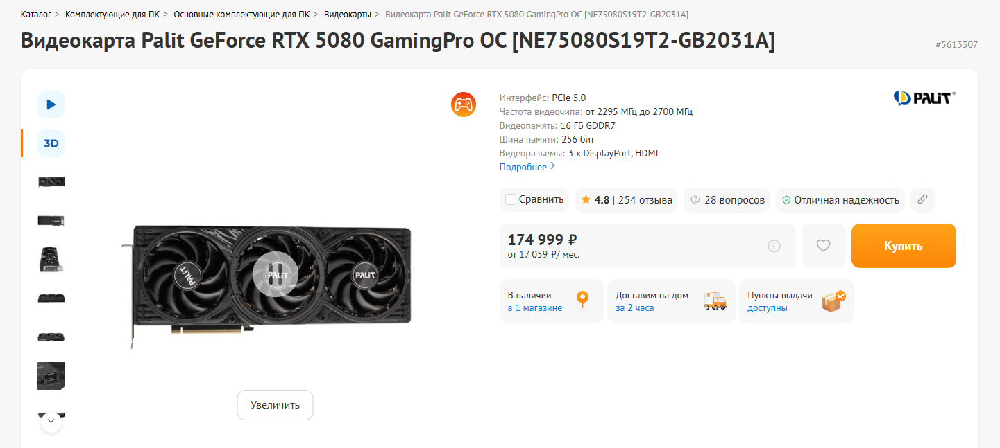 Каталог > Комплектующие для ПК > Основные комплектующие для ПК > Видеокарты > Видеокарта Palit GeForce RTX 5080 GamingPro OC [NE75080S19T2-GB2031A]
Видеокарта Palit GeForce RTX 5080 GamingPro OC [NE75080S19T2-GB2031A]
#5613307
3D
PALIT
PALIT
PALIT
Увеличить
Интерфейс: PCIe 5.0
Частота видеочипа: от 2295 МГц до 2700 МГц
Видеопамять: 16 ГБ GDDR7
Шина памяти: 256 бит
Видеоразъемы: 3 x DisplayPort, HDMI
Подробнее >
PALIT®
Сравнить
4.8 | 254 отзыва
28 вопросов
Отличная надежность
174 999 ₽
от 17 059 ₽/ мес.
Купить
В наличии
в 1 магазине
Доставим на дом
за 2 часа
Пункты выдачи
доступны